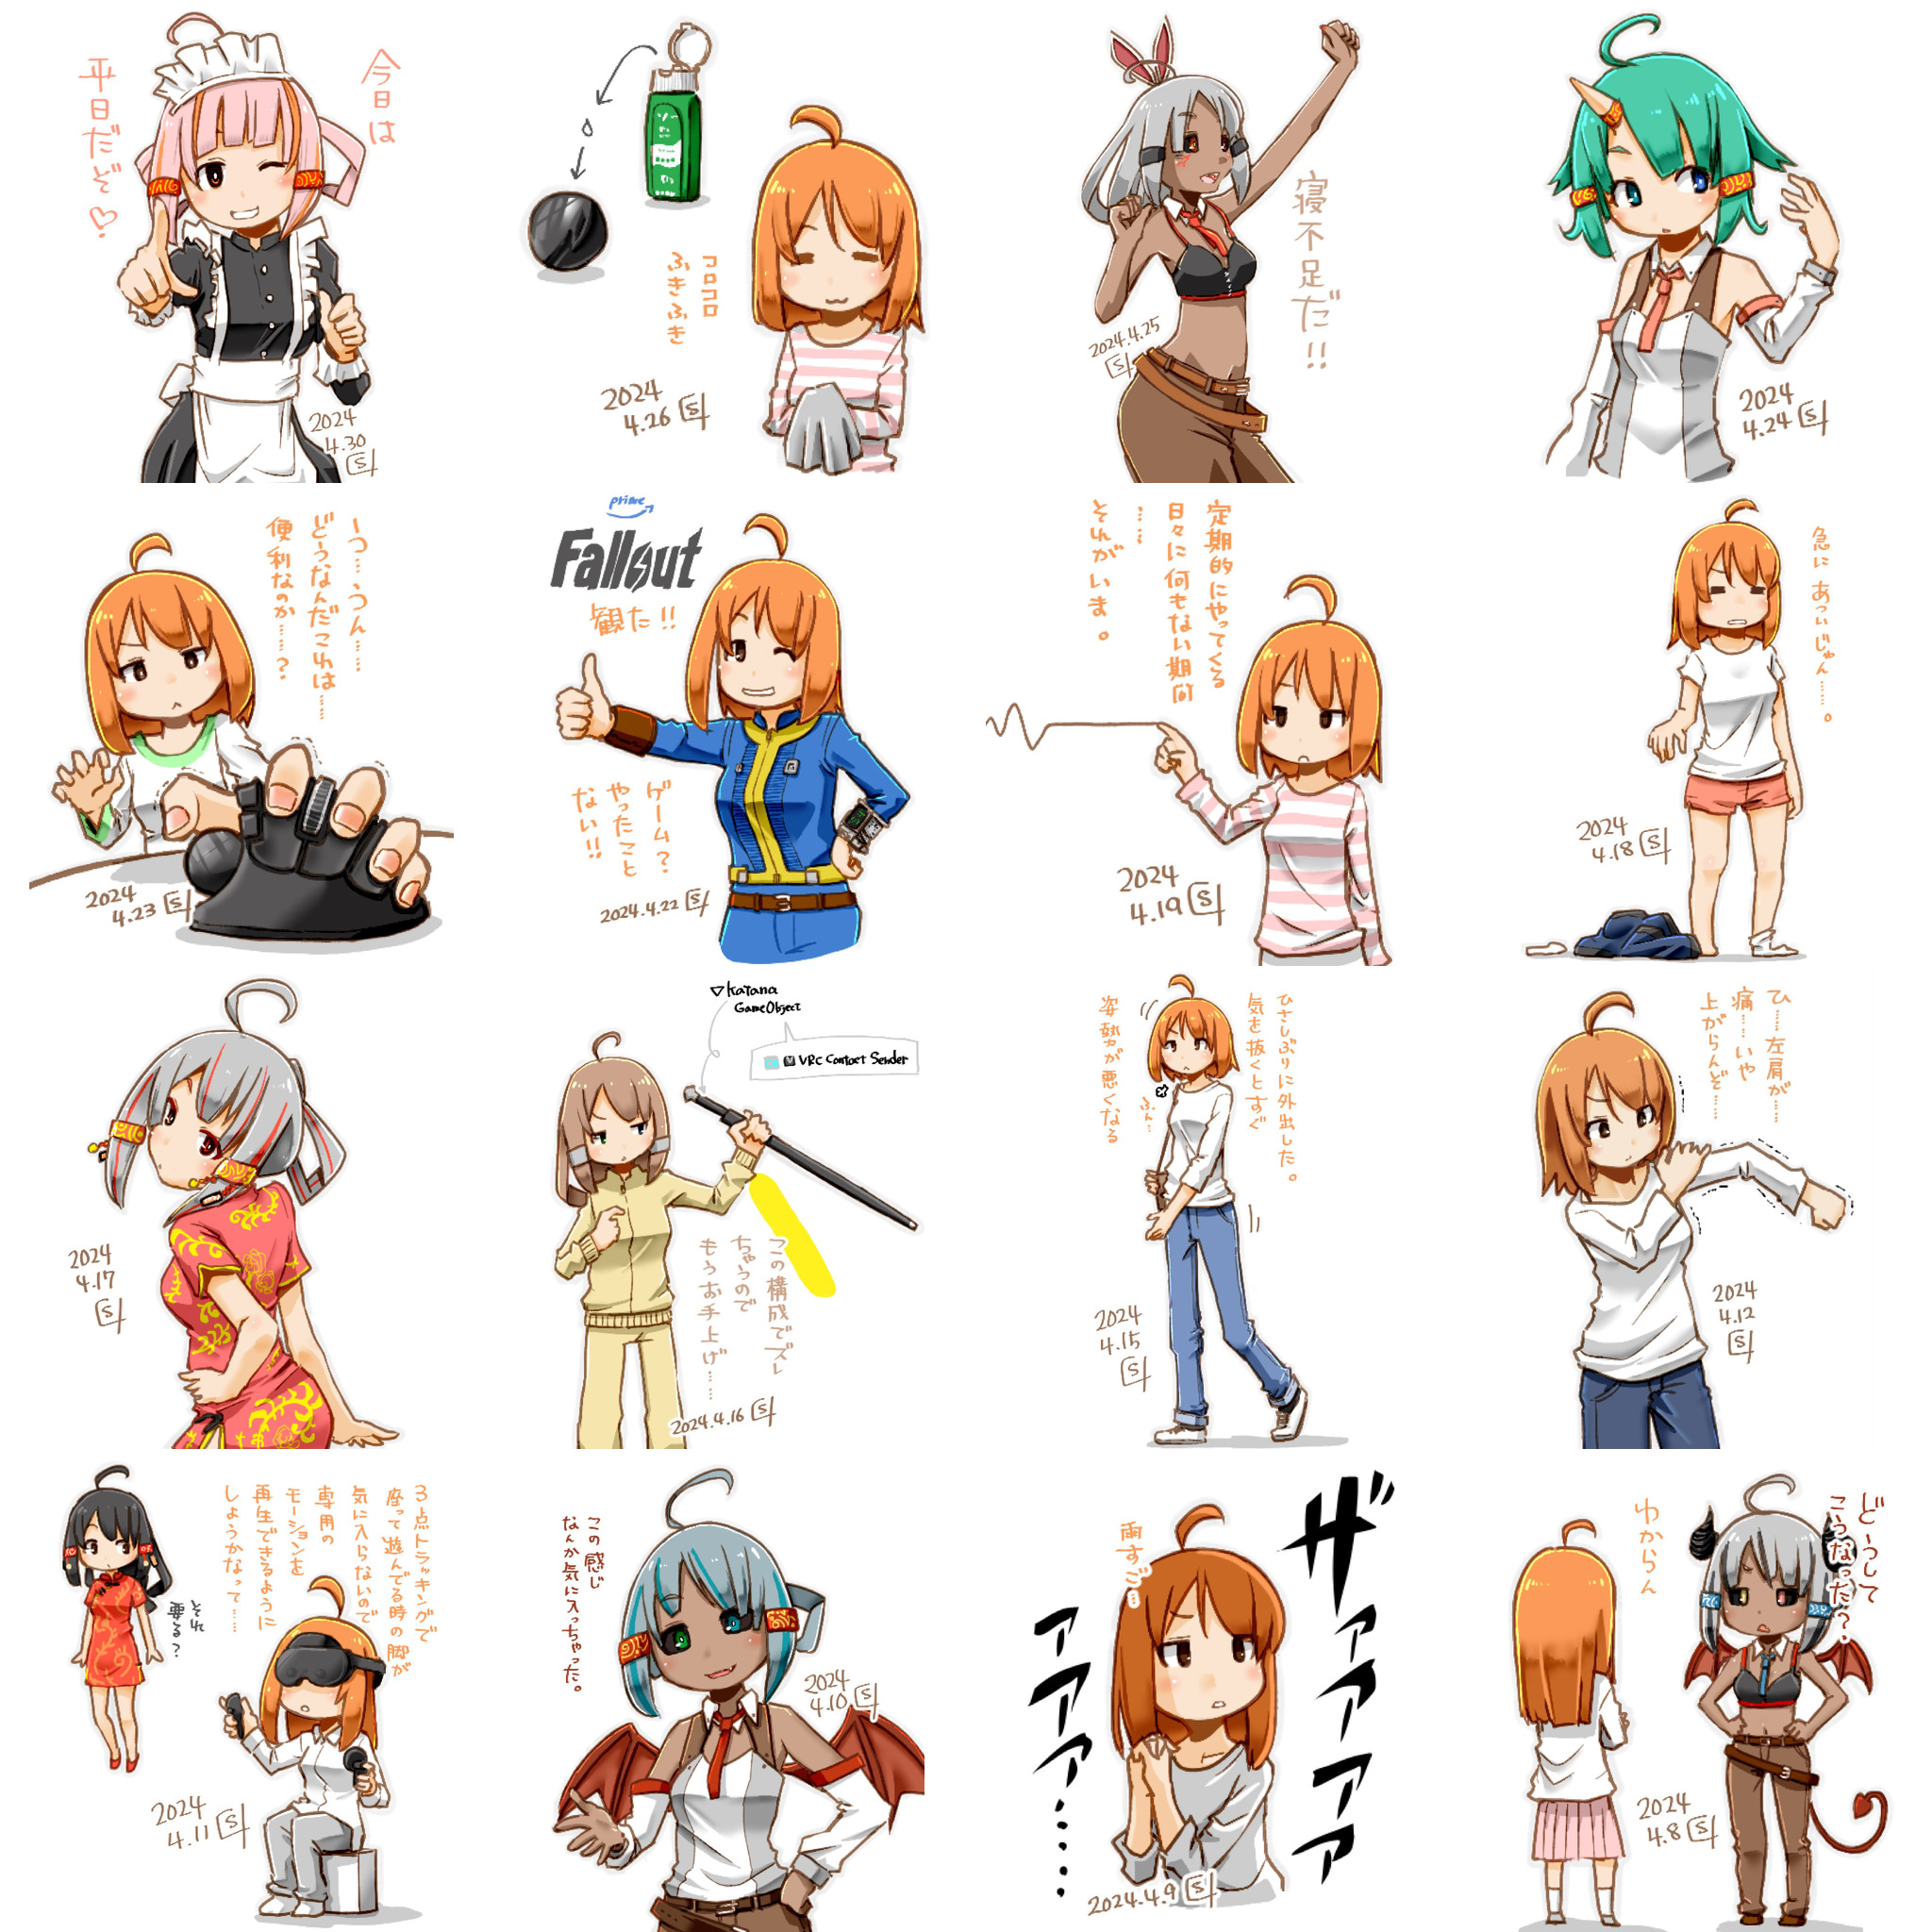 今日は
平日だぞ♡
2024
4.30
S
コロコロ
ふきふき
2024
4.26 S
寝不足だ!!
2024.4.25
S
2024
4.24 S
一つ…、つん……
どうなんだこれは……
便利なのか……?
2024
4.23 S
prime
Fallout
観た!!
ゲーム?
やったこと
ない!!
2024.4.22 S
定期的にやってくる
日々に何もない期間
……
それがいま。
2024
4.19 S
急にあついじゃん……。
2024
4.18 S
2024
4.17
S
▽Katana
GameObject
VRC Contact Sender
この構成でズレ
ちゃうので
もうお手上げ……
2024.4.16 S
ひさしぶりに外出した。
気を抜くとすぐ
姿勢が悪くなる
ふん…
2024
4.15
S
ひ……左肩が……
痛……いや
上がらんぞ……
2024
4.12
S
3点トラッキングで
座って遊んでる時の脚が
気に入らないので
専用の
モーションを
再生できるように
しようかなって……
それ
要る?
2024
4.11 S
この感じ
なんか気に入っちゃった。
2024
4.10 S
ザァァァァ
ァァァァ……
雨すご…
2024.4.9 S
どうして
こうなった?
わからん
2024
4.8 S